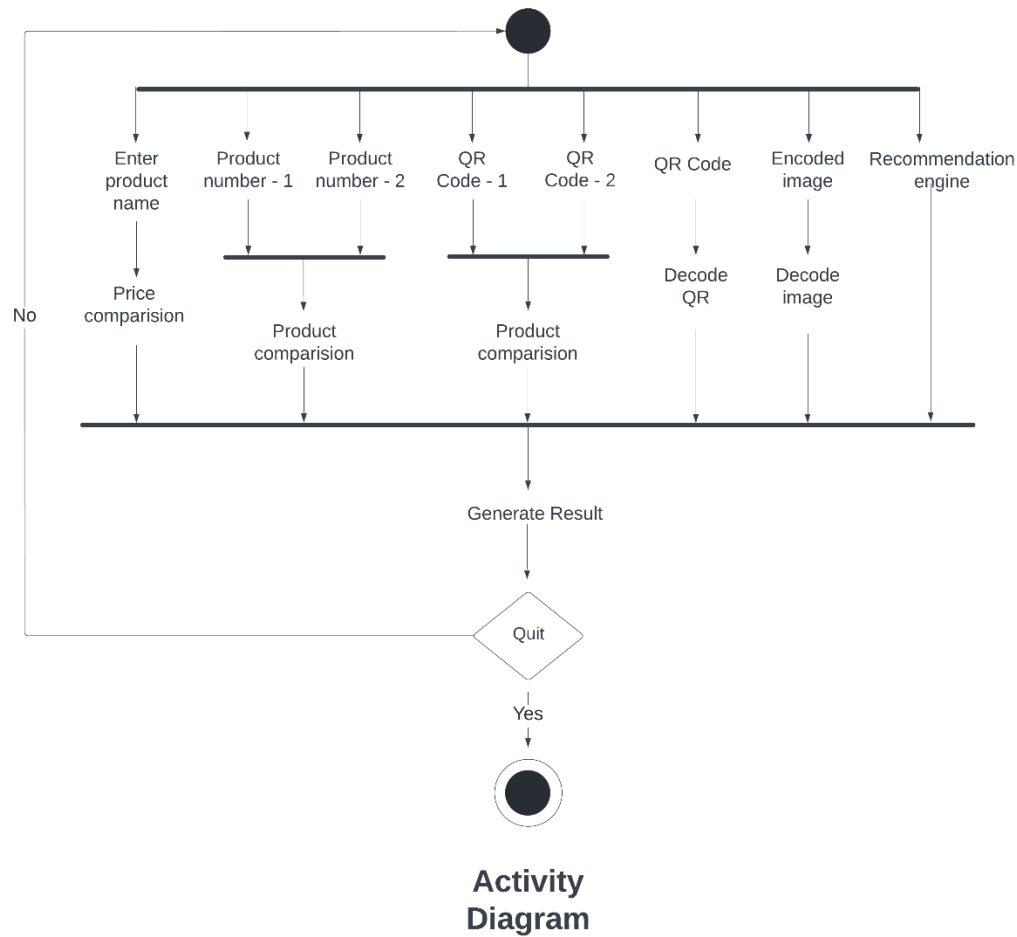 Enter
product
name
Product
number - 1
Product
number - 2
QR
Code - 1
QR
Code - 2
QR Code
Encoded
image
Recommendation
engine
Price
comparision
Decode
QR
Decode
image
No
Product
comparision
Product
comparision
Generate Result
Quit
Yes
Activity
Diagram